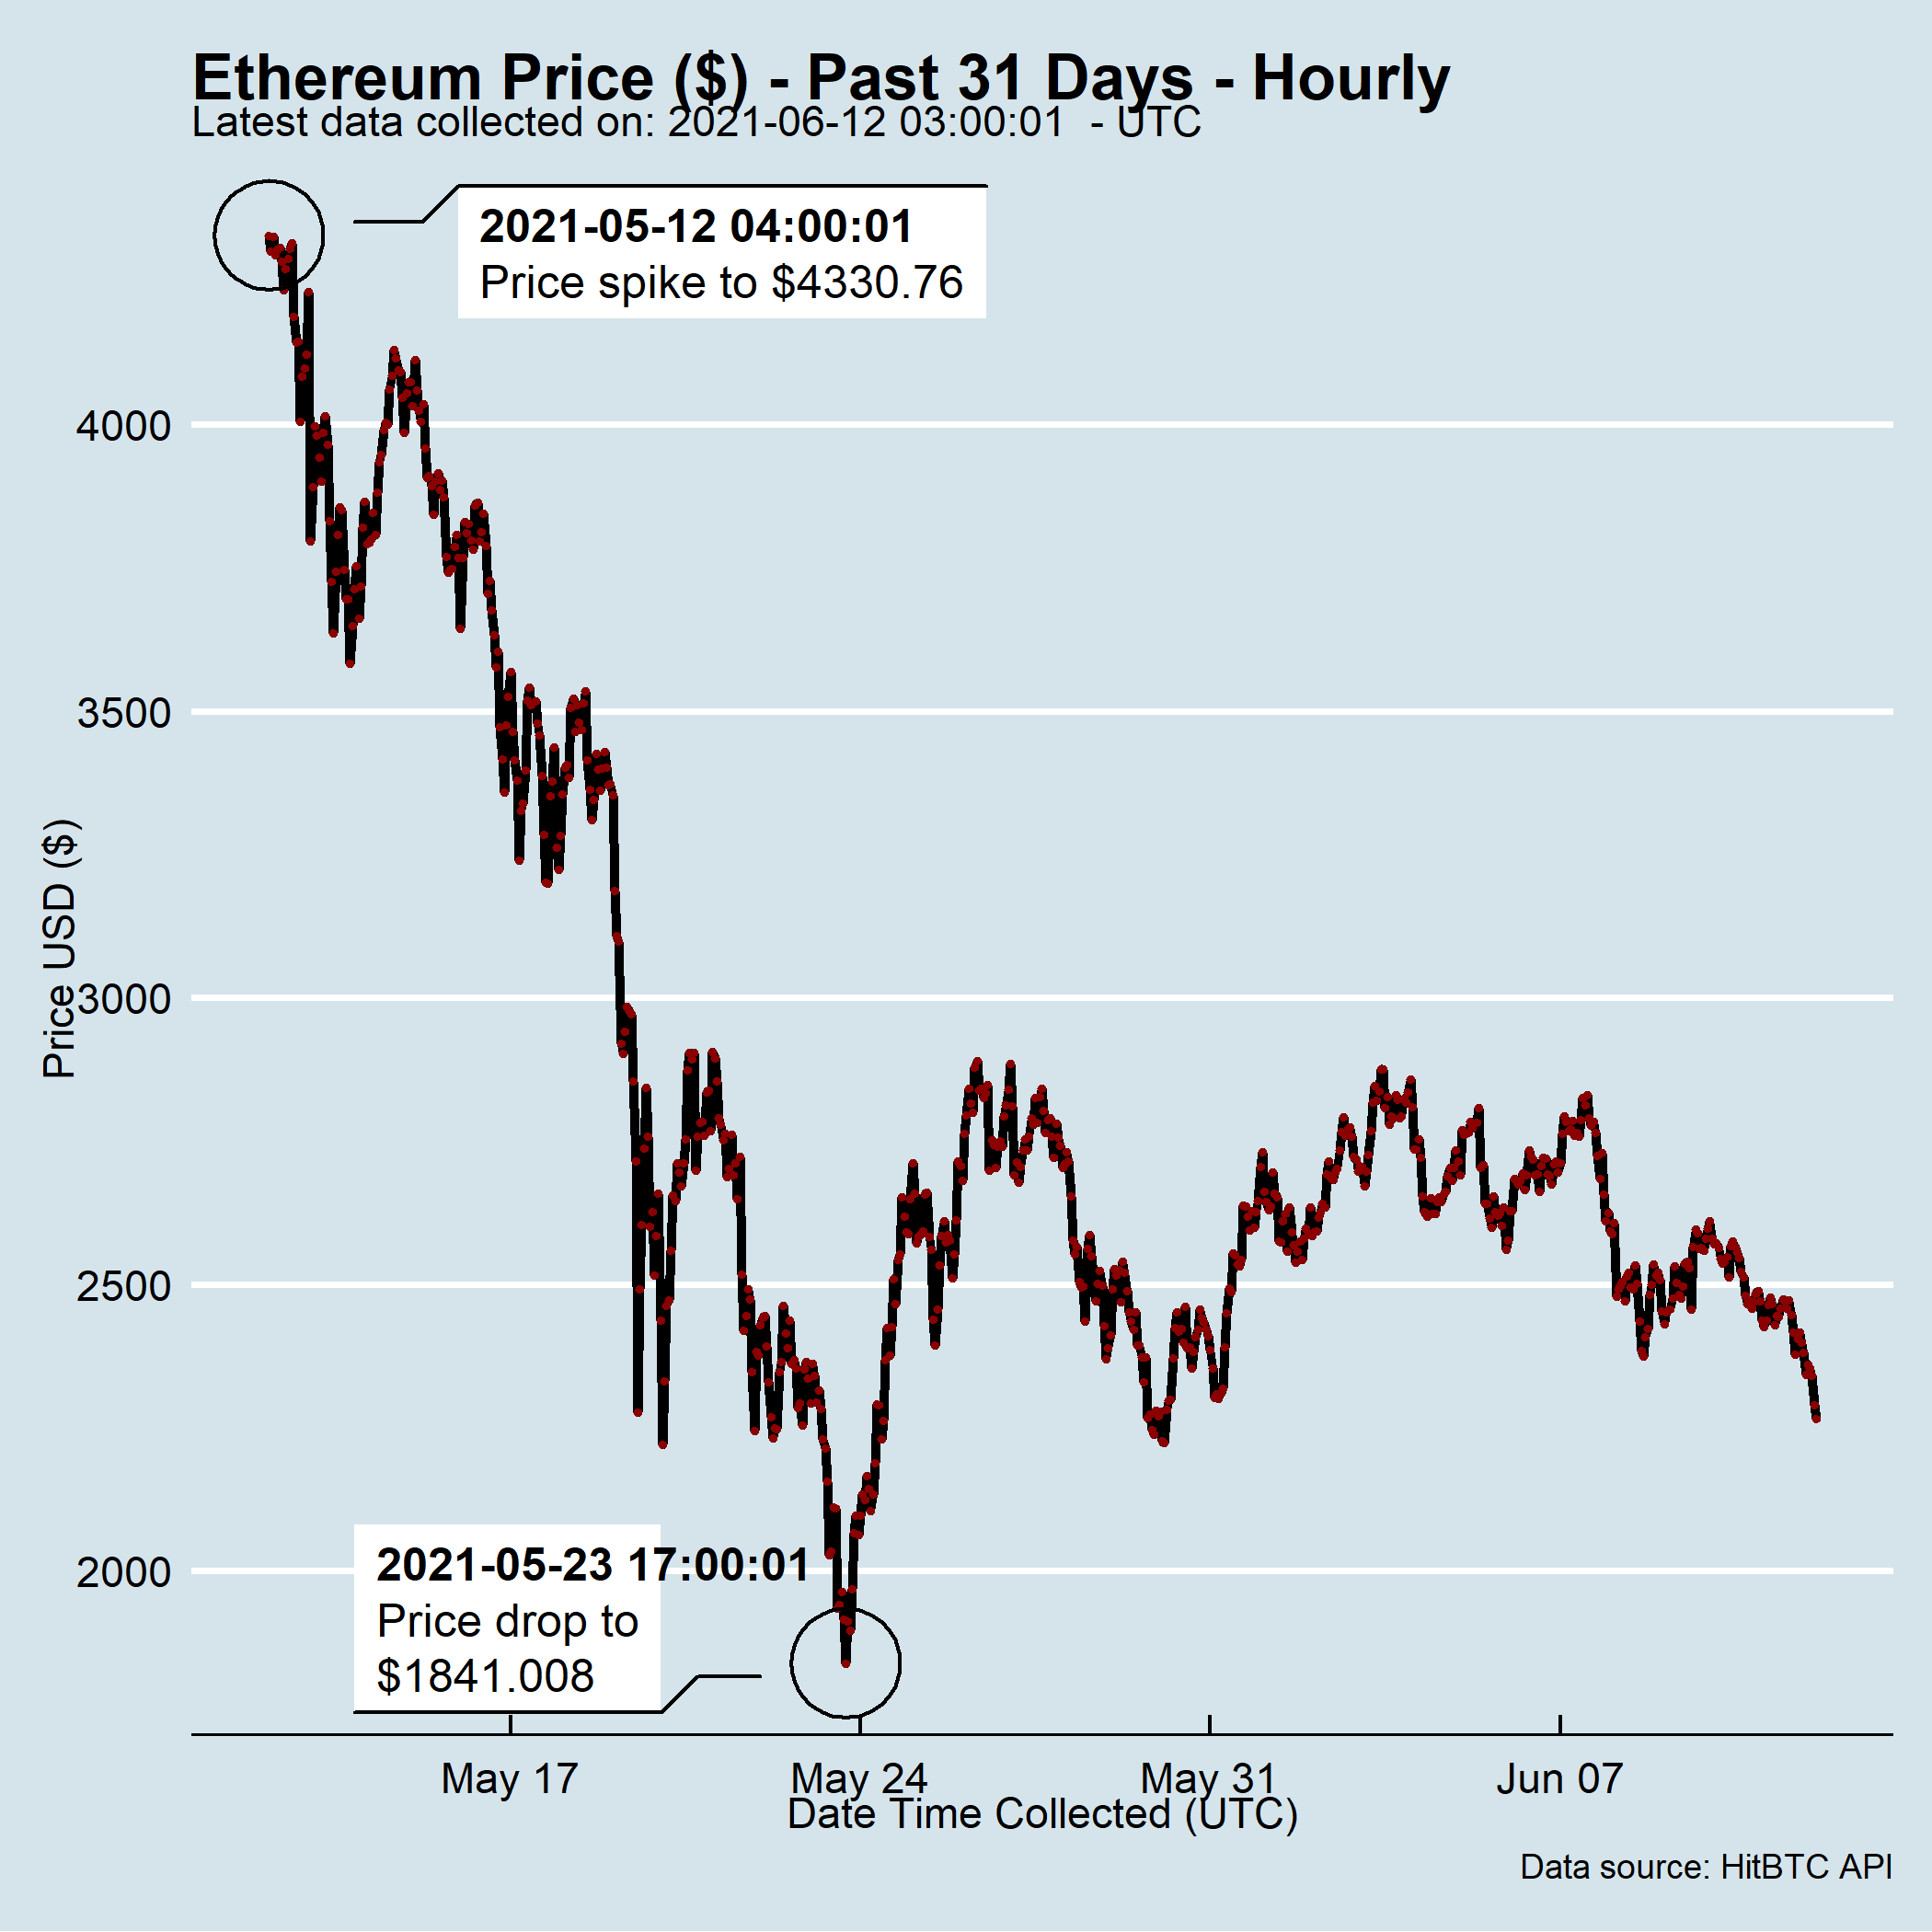 Ethereum Price ($) - Past 31 Days - Hourly
Latest data collected on: 2021-06-12 03:00:01  - UTC
2021-05-12 04:00:01
Price spike to $4330.76
4000
3500
3000
2500
2000
Price USD ($)
2021-05-23 17:00:01
Price drop to
$1841.008
May 17
May 24
May 31
Jun 07
Date Time Collected (UTC)
Data source: HitBTC API